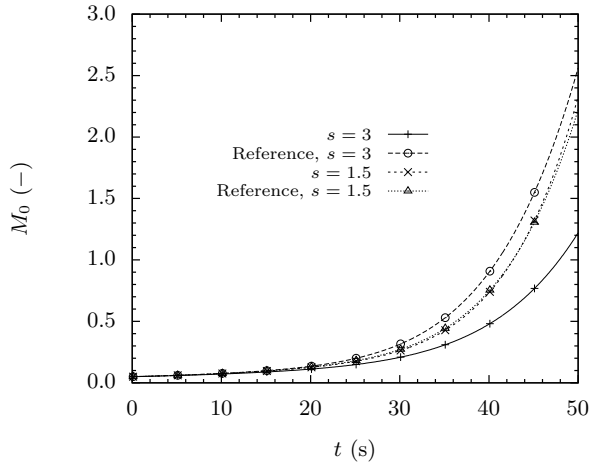 3.0
2.5
2.0
1.5
1.0
0.5
0.0
M₀ (−)
s = 3
Reference, s = 3
s = 1.5
Reference, s = 1.5
0 10 20 30 40 50
t (s)